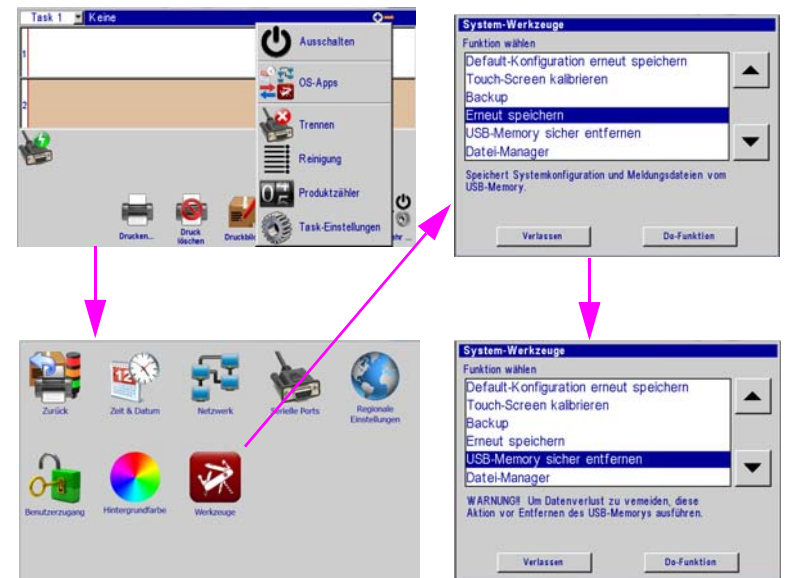 Task 1 Keine
1
2
Ausschalten
OS-Apps
Trennen
Reinigung
Produktzähler
Task-Einstellungen
Drucken...
Druck
löschen
System-Werkzeuge
Funktion wählen
Default-Konfiguration erneut speichern
Touch-Screen kalibrieren
Backup
Erneut speichern
USB-Memory sicher entfernen
Datei-Manager
Speichert Systemkonfiguration und Meldungsdateien vom
USB-Memory.
Verlassen Do-Funktion
Zurück Zeit & Datum Netzwerk Serielle Ports Regionale
Einstellungen
Benutzerzugang Hintergrundfarbe Werkzeuge
System-Werkzeuge
Funktion wählen
Default-Konfiguration erneut speichern
Touch-Screen kalibrieren
Backup
Erneut speichern
USB-Memory sicher entfernen
Datei-Manager
WARNUNG!! Um Datenverlust zu vermeiden, diese
Aktion vor Entfernen des USB-Memorys ausführen.
Verlassen Do-Funktion